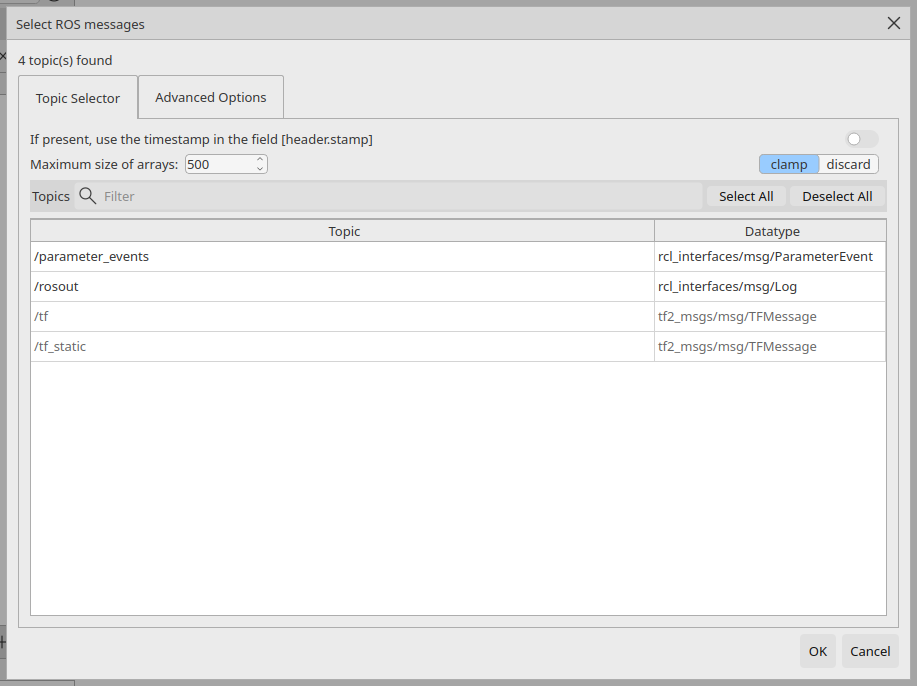 Select ROS messages
4 topic(s) found
Topic Selector Advanced Options
If present, use the timestamp in the field [header.stamp]
Maximum size of arrays: 500 clamp discard
Topics Filter Select All Deselect All
Topic Datatype
/parameter_events rcl_interfaces/msg/ParameterEvent
/rosout rcl_interfaces/msg/Log
/tf tf2_msgs/msg/TFMessage
/tf_static tf2_msgs/msg/TFMessage
OK Cancel